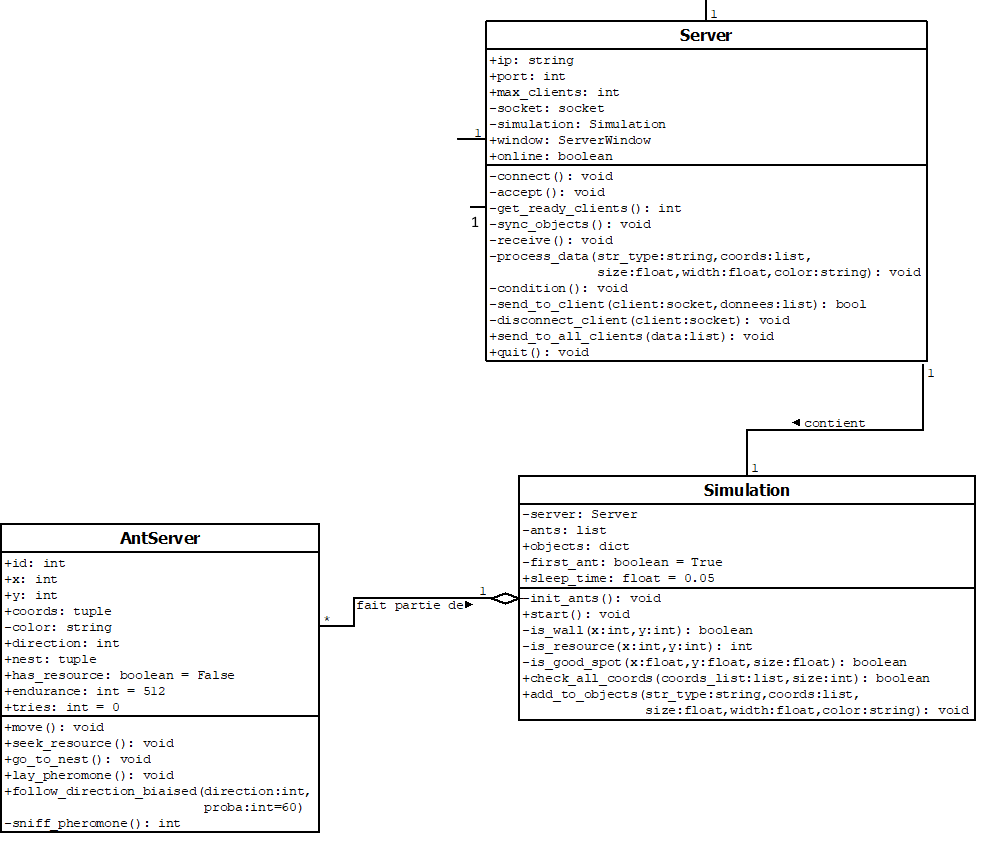 1
Server
+ip: string
+port: int
+max_clients: int
-socket: socket
-simulation: Simulation
1
+window: ServerWindow
+online: boolean
-connect(): void
-accept(): void
-get_ready_clients(): int
1
-sync_objects(): void
-receive(): void
-process_data(str_type:string,coords:list,
size:float,width:float,color:string): void
-condition(): void
-send_to_client(client:socket,donnees:list): bool
-disconnect_client(client:socket): void
+send_to_all_clients(data:list): void
+quit(): void
1
◄ contient
1
Simulation
-server: Server
-ants: list
+objects: dict
-first_ant: boolean = True
+sleep_time: float = 0.05
-init_ants(): void
+start(): void
-is_wall(x:int,y:int): boolean
-is_resource(x:int,y:int): int
-is_good_spot(x:float,y:float,size:float): boolean
+check_all_coords(coords_list:list,size:int): boolean
+add_to_objects(str_type:string,coords:list,
size:float,width:float,color:string): void
1
fait partie de►
*
AntServer
+id: int
+x: int
+y: int
+coords: tuple
-color: string
+direction: int
+nest: tuple
+has_resource: boolean = False
+endurance: int = 512
+tries: int = 0
+move(): void
+seek_resource(): void
+go_to_nest(): void
+lay_pheromone(): void
+follow_direction_biaised(direction:int,
proba:int=60)
-sniff_pheromone(): int